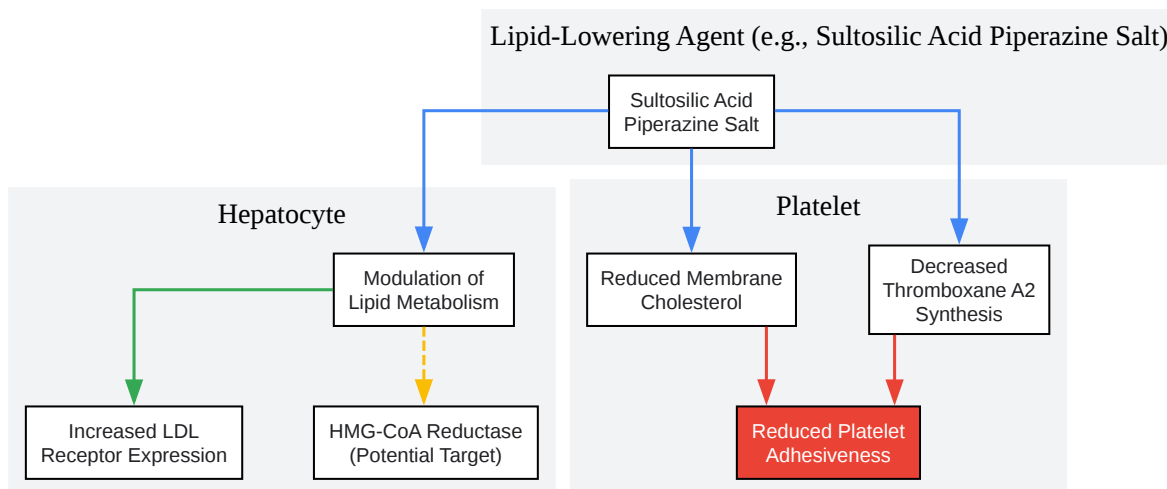 Lipid-Lowering Agent (e.g., Sultosilic Acid Piperazine Salt)
Sultosilic Acid
Piperazine Salt
Hepatocyte
Modulation of
Lipid Metabolism
Increased LDL
Receptor Expression
HMG-CoA Reductase
(Potential Target)
Platelet
Reduced Membrane
Cholesterol
Decreased
Thromboxane A2
Synthesis
Reduced Platelet
Adhesiveness